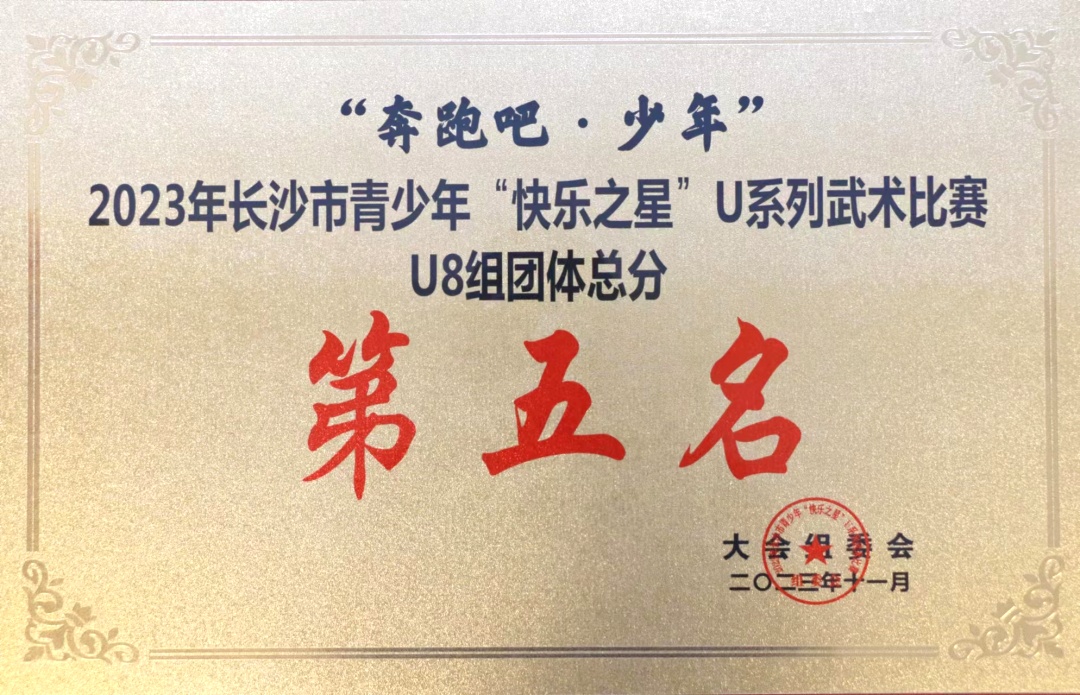 “奔跑吧·少年”
2023年长沙市青少年“快乐之星”U系列武术比赛
U8组团体总分
第五名
大会组委会
二〇二三年十一月